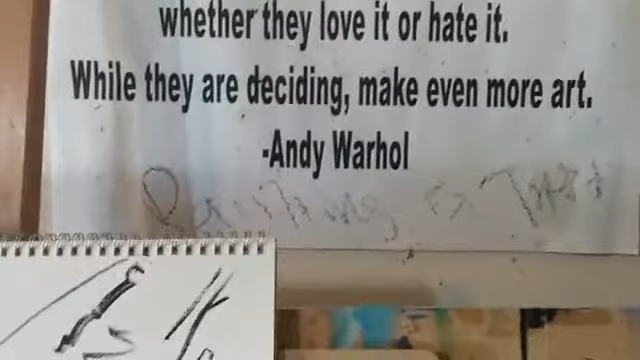 whether they love it or hate it.
While they are deciding, make even more art.
-Andy Warhol